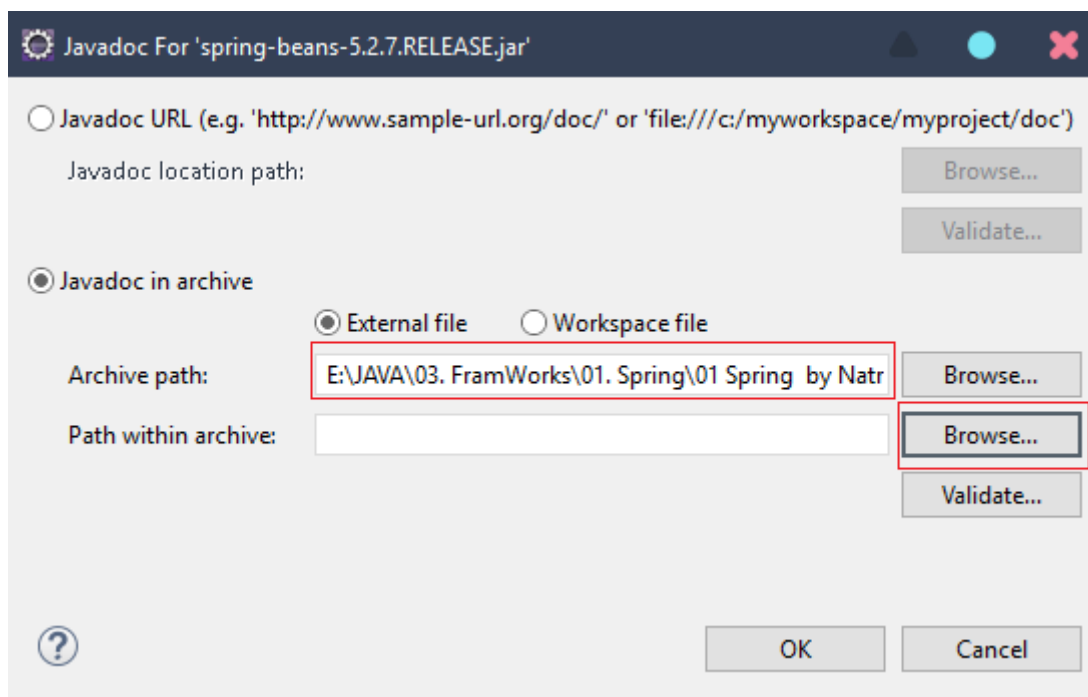 Javadoc For 'spring-beans-5.2.7.RELEASE.jar'
Javadoc URL (e.g. 'http://www.sample-url.org/doc/' or 'file:///c:/myworkspace/myproject/doc')
Javadoc location path:
Browse...
Validate...
Javadoc in archive
External file Workspace file
Archive path: E:\JAVA\03. FramWorks\01. Spring\01 Spring  by Natr Browse...
Path within archive: Browse...
Validate...
? OK Cancel